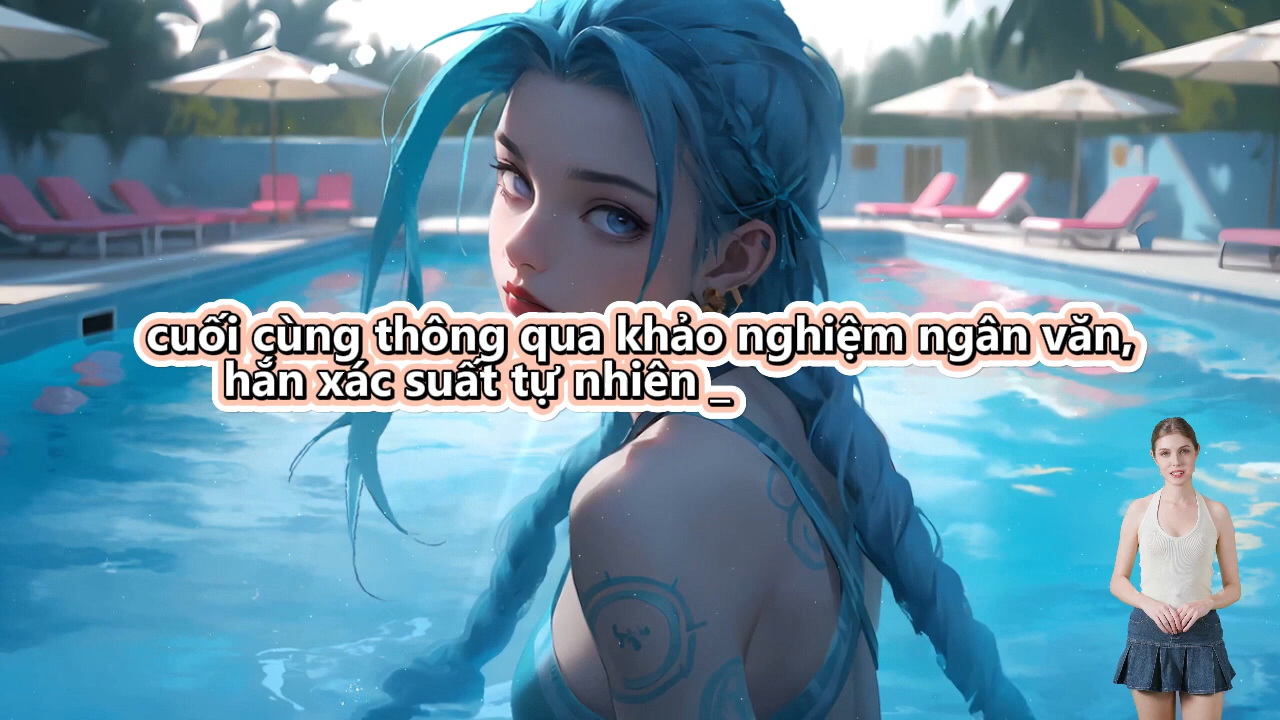 cuối cùng thông qua khảo nghiệm ngân văn,
hắn xác suất tự nhiên _